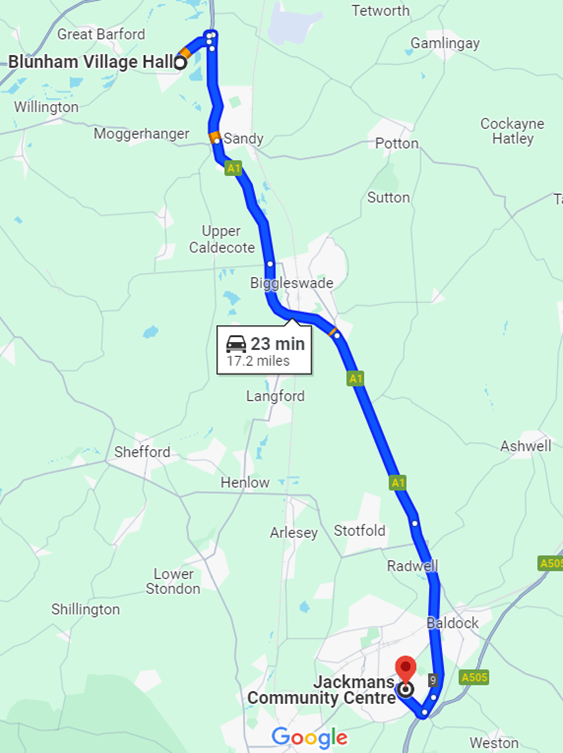 Tetworth
Great Barford
Gamlingay
Blunham Village Hall
Willington
Cockayne
Hatley
Moggerhanger
Sandy
Potton
A1
Sutton
Upper
Caldecote
Biggleswade
23 min
17.2 miles
A1
Langford
Ashwell
Shefford
Henlow
A1
Arlesey
Stotfold
Radwell
Lower
Stondon
Shillington
Baldock
Jackmans
Community Centre
9
A505
Google
Weston